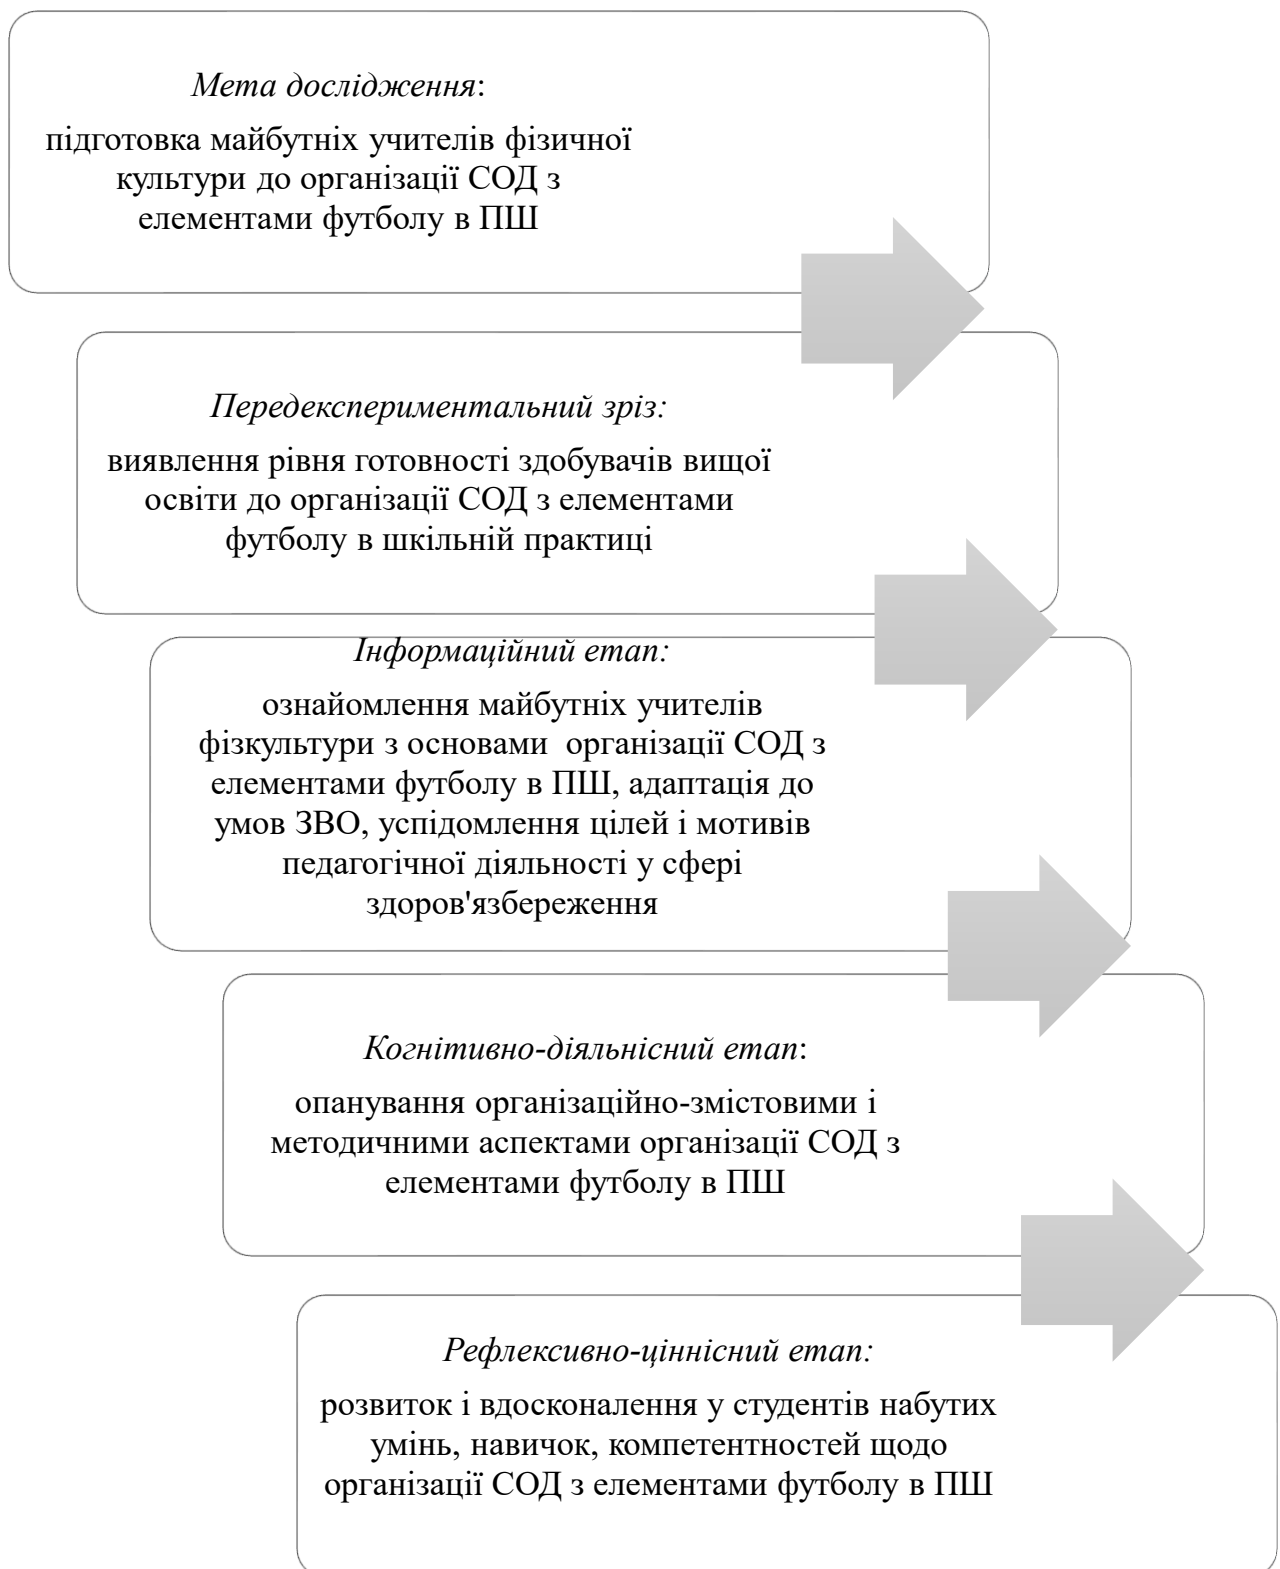 Мета дослідження:
підготовка майбутніх учителів фізичної
культури до організації СОД з
елементами футболу в ПШ
Передекспериментальний зріз:
виявлення рівня готовності здобувачів вищої
освіти до організації СОД з елементами
футболу в шкільній практиці
Інформаційний етап:
ознайомлення майбутніх учителів
фізкультури з основами організації СОД з
елементами футболу в ПШ, адаптація до
умов ЗВО, успідомлення цілей і мотивів
педагогічної діяльності у сфері
здоров'язбереження
Когнітивно-діяльнісний етап:
опанування організаційно-змістовими і
методичними аспектами організації СОД з
елементами футболу в ПШ
Рефлексивно-ціннісний етап:
розвиток і вдосконалення у студентів набутих
умінь, навичок, компетентностей щодо
організації СОД з елементами футболу в ПШ